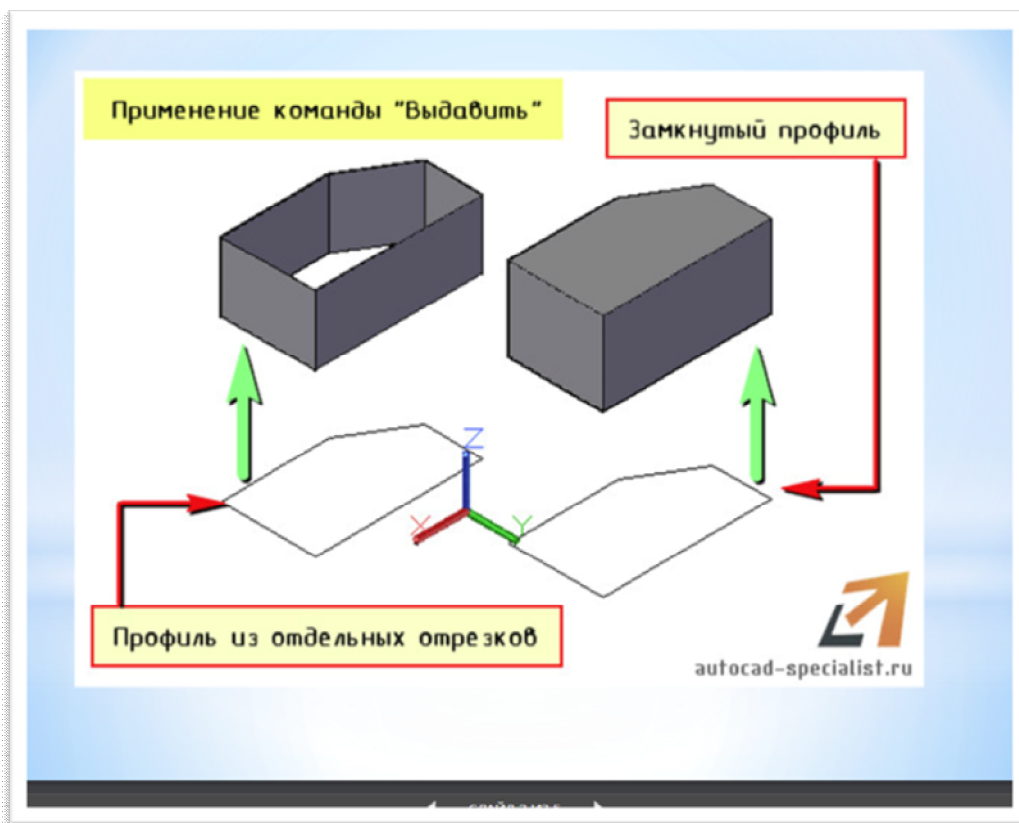 Применение команды "Выдавить"
Замкнутый профиль
Z
X
Y
Профиль из отдельных отрезков
autocad-specialist.ru